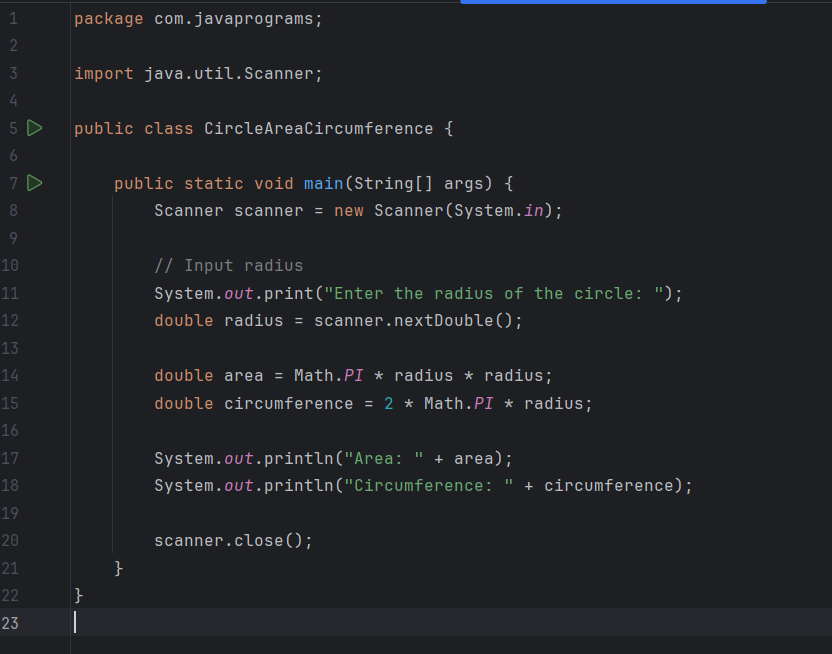 1 package com.javaprograms;
2
3 import java.util.Scanner;
4
5 public class CircleAreaCircumference {
6
7     public static void main(String[] args) {
8         Scanner scanner = new Scanner(System.in);
9
10         // Input radius
11         System.out.print("Enter the radius of the circle: ");
12         double radius = scanner.nextDouble();
13
14         double area = Math.PI * radius * radius;
15         double circumference = 2 * Math.PI * radius;
16
17         System.out.println("Area: " + area);
18         System.out.println("Circumference: " + circumference);
19
20         scanner.close();
21     }
22 }
23